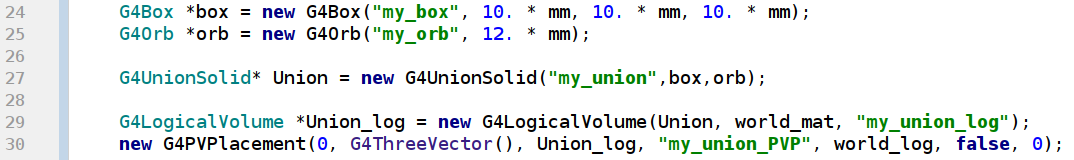 24 G4Box *box = new G4Box("my_box", 10. * mm, 10. * mm, 10. * mm);
25 G4Orb *orb = new G4Orb("my_orb", 12. * mm);
26
27 G4UnionSolid* Union = new G4UnionSolid("my_union",box,orb);
28
29 G4LogicalVolume *Union_log = new G4LogicalVolume(Union, world_mat, "my_union_log");
30 new G4PVPlacement(0, G4ThreeVector(), Union_log, "my_union_PVP", world_log, false, 0);